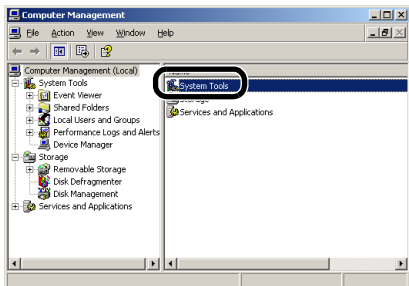 Computer Management
File Action View Window Help
Computer Management (Local)
System Tools
Event Viewer
Shared Folders
Local Users and Groups
Performance Logs and Alerts
Device Manager
Storage
Removable Storage
Disk Defragmenter
Disk Management
Services and Applications
Name
System Tools
Storage
Services and Applications